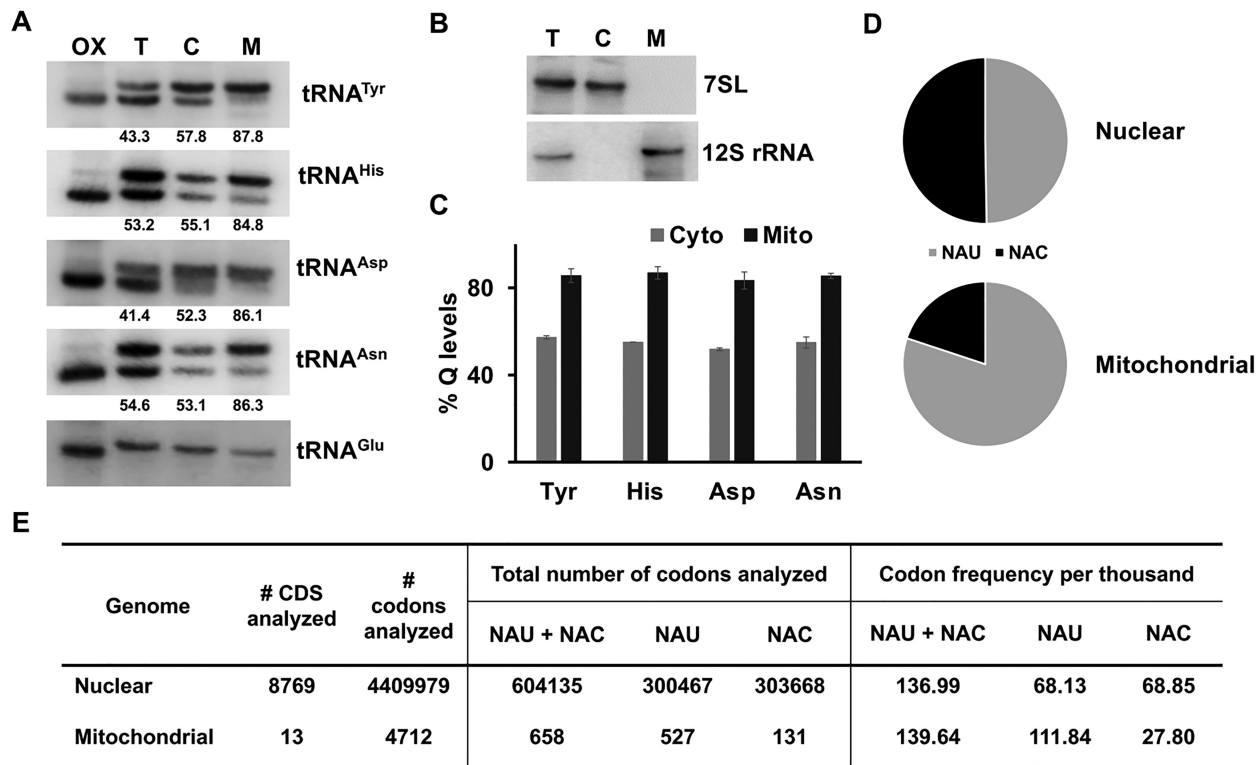 A
OX T C M
tRNATyr
43.3 57.8 87.8
tRNAHis
53.2 55.1 84.8
tRNAAsp
41.4 52.3 86.1
tRNAAsn
54.6 53.1 86.3
tRNAGlu
B
T C M
7SL
12S rRNA
C
Cyto Mito
% Q levels
80
40
0
Tyr His Asp Asn
D
Nuclear
NAU NAC
Mitochondrial
E
Genome
# CDS
analyzed
#
codons
analyzed
Total number of codons analyzed
Codon frequency per thousand
NAU + NAC NAU NAC NAU + NAC NAU NAC
Nuclear 8769 4409979 604135 300467 303668 136.99 68.13 68.85
Mitochondrial 13 4712 658 527 131 139.64 111.84 27.80